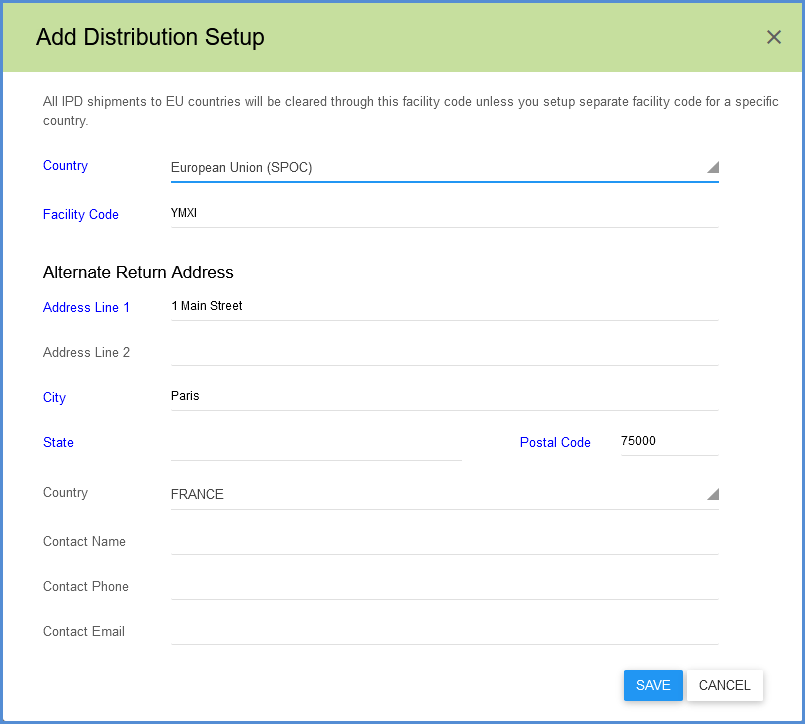 Add Distribution Setup
All IPD shipments to EU countries will be cleared through this facility code unless you setup separate facility code for a specific
country.
Country European Union (SPOC)
Facility Code YMXI
Alternate Return Address
Address Line 1 1 Main Street
Address Line 2
City Paris
State Postal Code 75000
Country FRANCE
Contact Name
Contact Phone
Contact Email
SAVE CANCEL